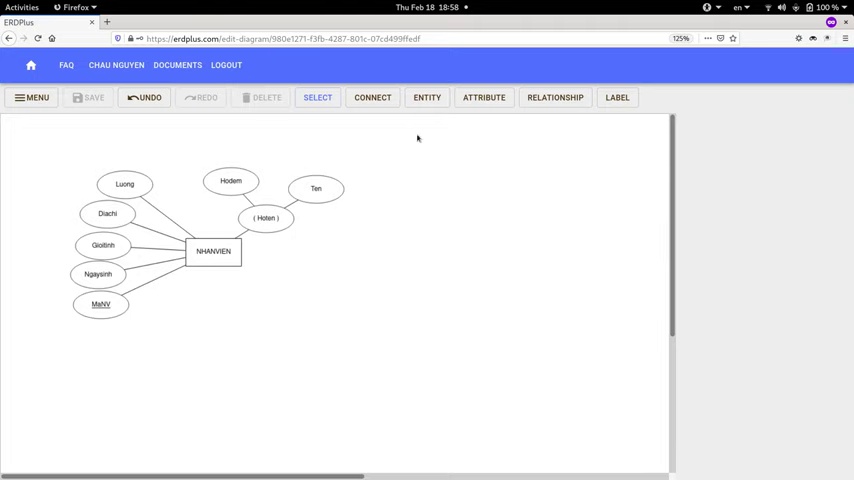 Activities Firefox Thu Feb 18 18:58 en 100 %
ERDPlus
https://erdplus.com/edit-diagram/980e1271-f3fb-4287-801c-07cd499ffedf 125%
FAQ CHAU NGUYEN DOCUMENTS LOGOUT
MENU SAVE UNDO REDO DELETE SELECT CONNECT ENTITY ATTRIBUTE RELATIONSHIP LABEL
Luong Hodem Ten
Diachi ( Hoten )
Gioitinh NHANVIEN
Ngaysinh
MaNV